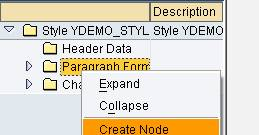 Description
Style YDEMO_STYL Style YDEMO
Header Data
Paragraph Form
Cha
Expand
Collapse
Create Node